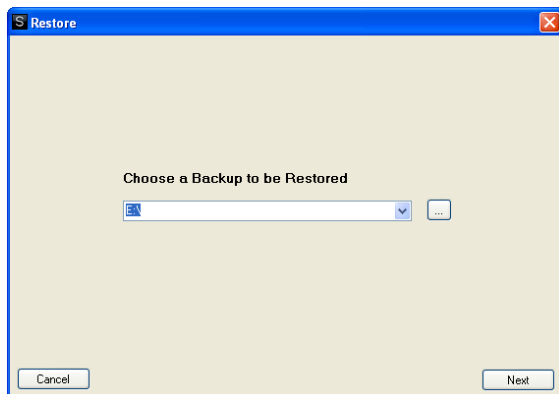 S Restore
Choose a Backup to be Restored
E:\
...
Cancel
Next